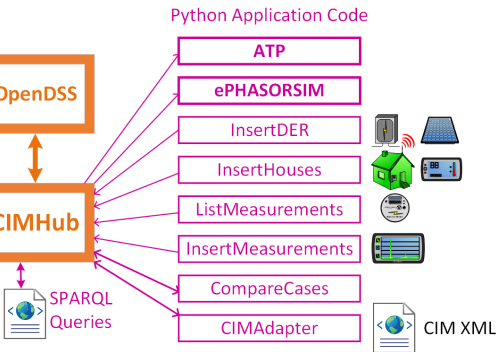 Python Application Code
ATP
OpenDSS
ePHASORSIM
InsertDER
InsertHouses
ListMeasurements
CIMHub
InsertMeasurements
CompareCases
SPARQL
Queries
CIMAdapter
CIM XML